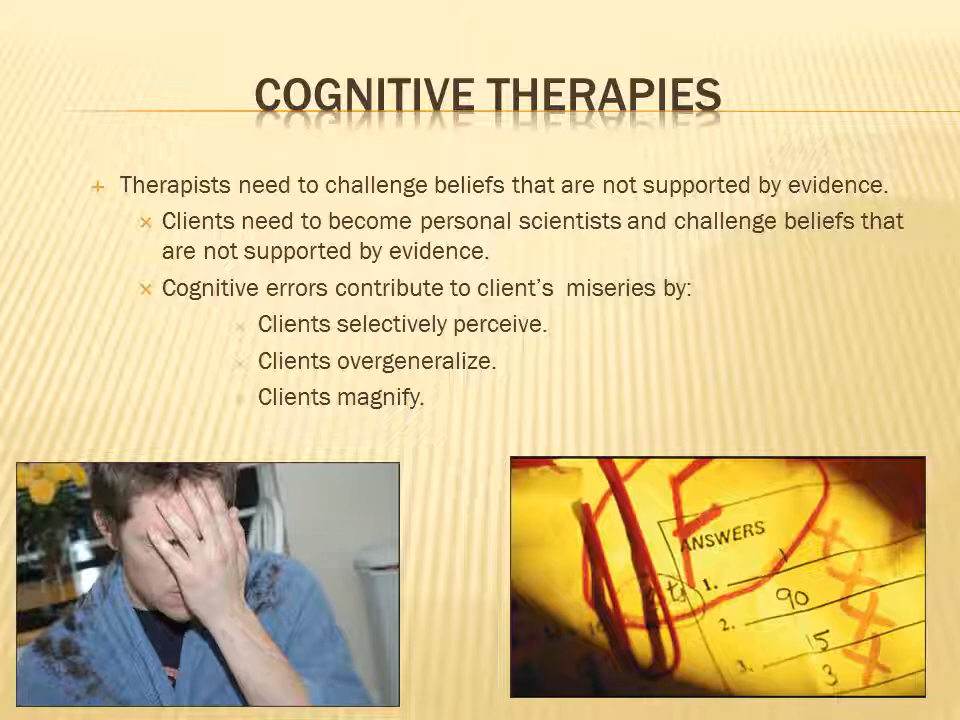 COGNITIVE THERAPIES
Therapists need to challenge beliefs that are not supported by evidence.
Clients need to become personal scientists and challenge beliefs that
are not supported by evidence.
Cognitive errors contribute to client’s  miseries by:
Clients selectively perceive.
Clients overgeneralize.
Clients magnify.
F
ANSWERS
1.
2. 90
3. 15
3